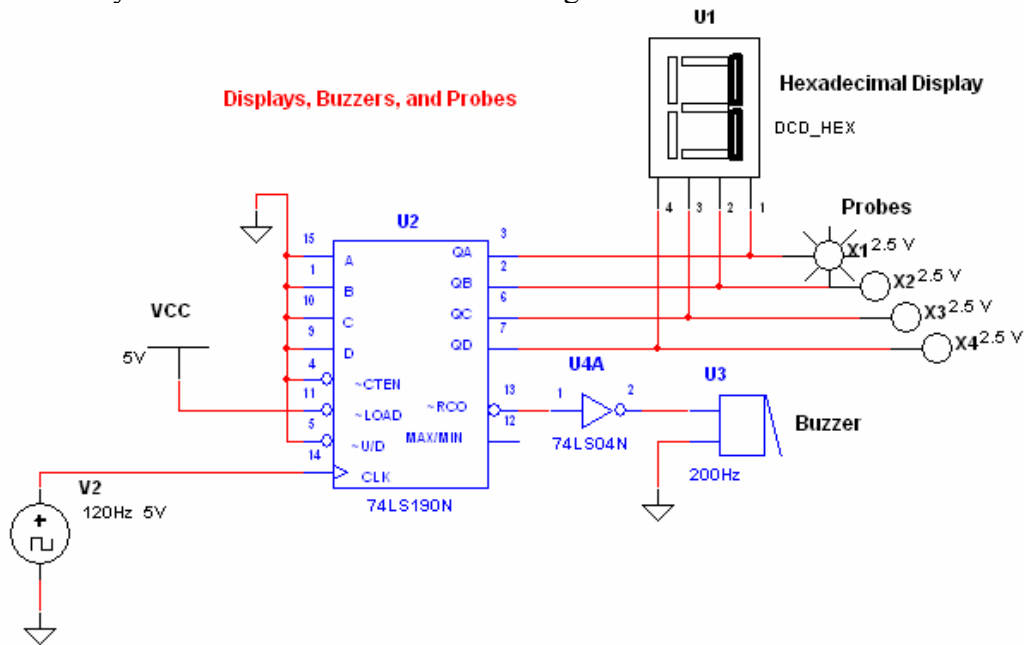 U1
Displays, Buzzers, and Probes
Hexadecimal Display
DCD_HEX
4 3 2 1
Probes
U2
15 A QA 3
X1 2.5 V
1 B QB 2
X2 2.5 V
10 C QC 6
X3 2.5 V
9 D QD 7
X4 2.5 V
VCC
5V
4 ~CTEN
11 ~LOAD
~RCO 13
5 ~U/D
MAX/MIN 12
14 CLK
74LS190N
U4A
1 2
74LS04N
U3
Buzzer
200Hz
V2
120Hz 5V